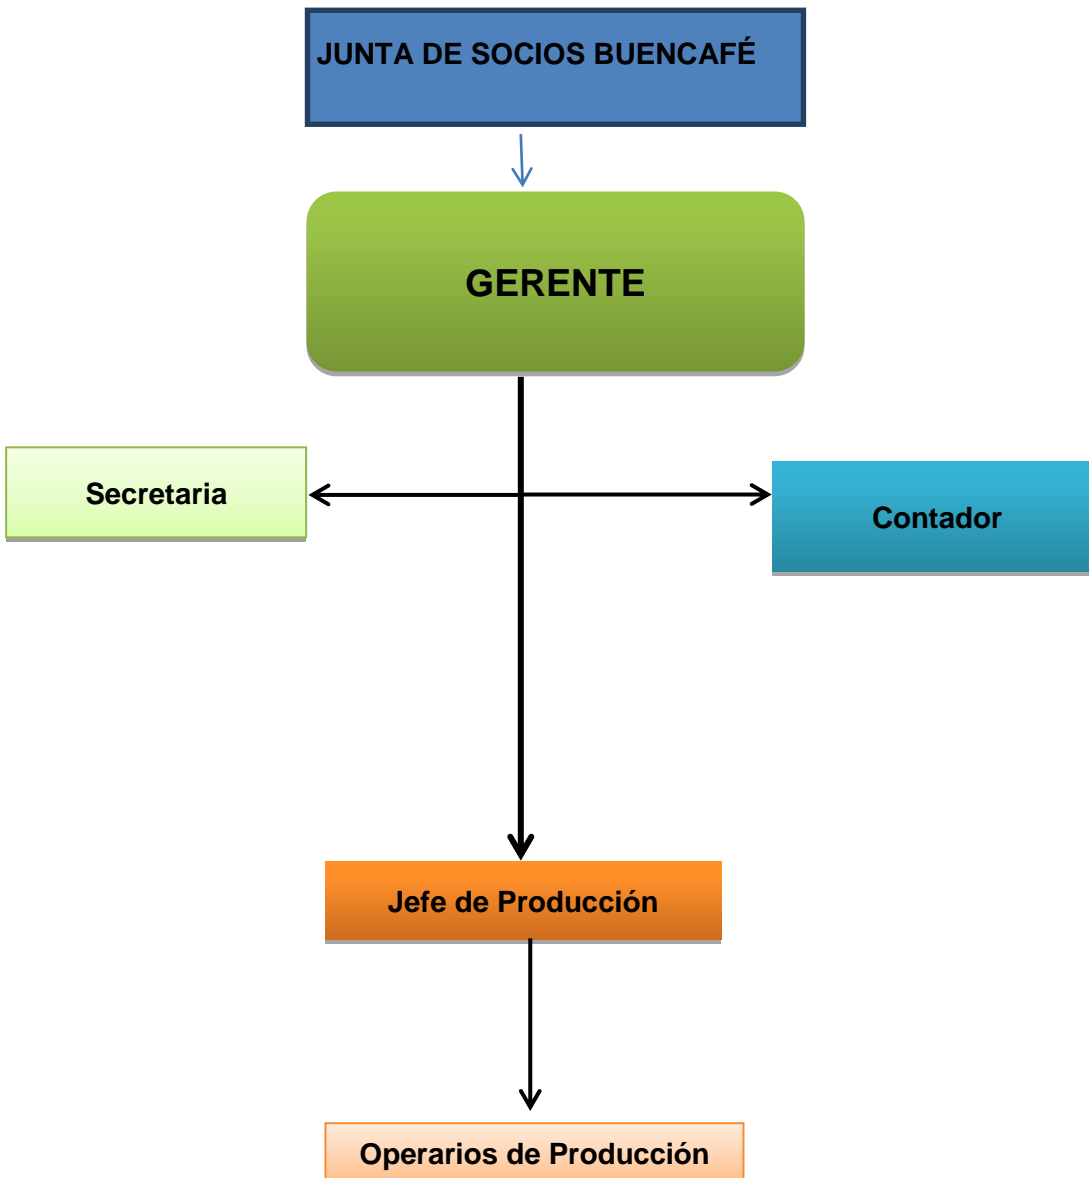 JUNTA DE SOCIOS BUENCAFÉ
GERENTE
Secretaria
Contador
Jefe de Producción
Operarios de Producción